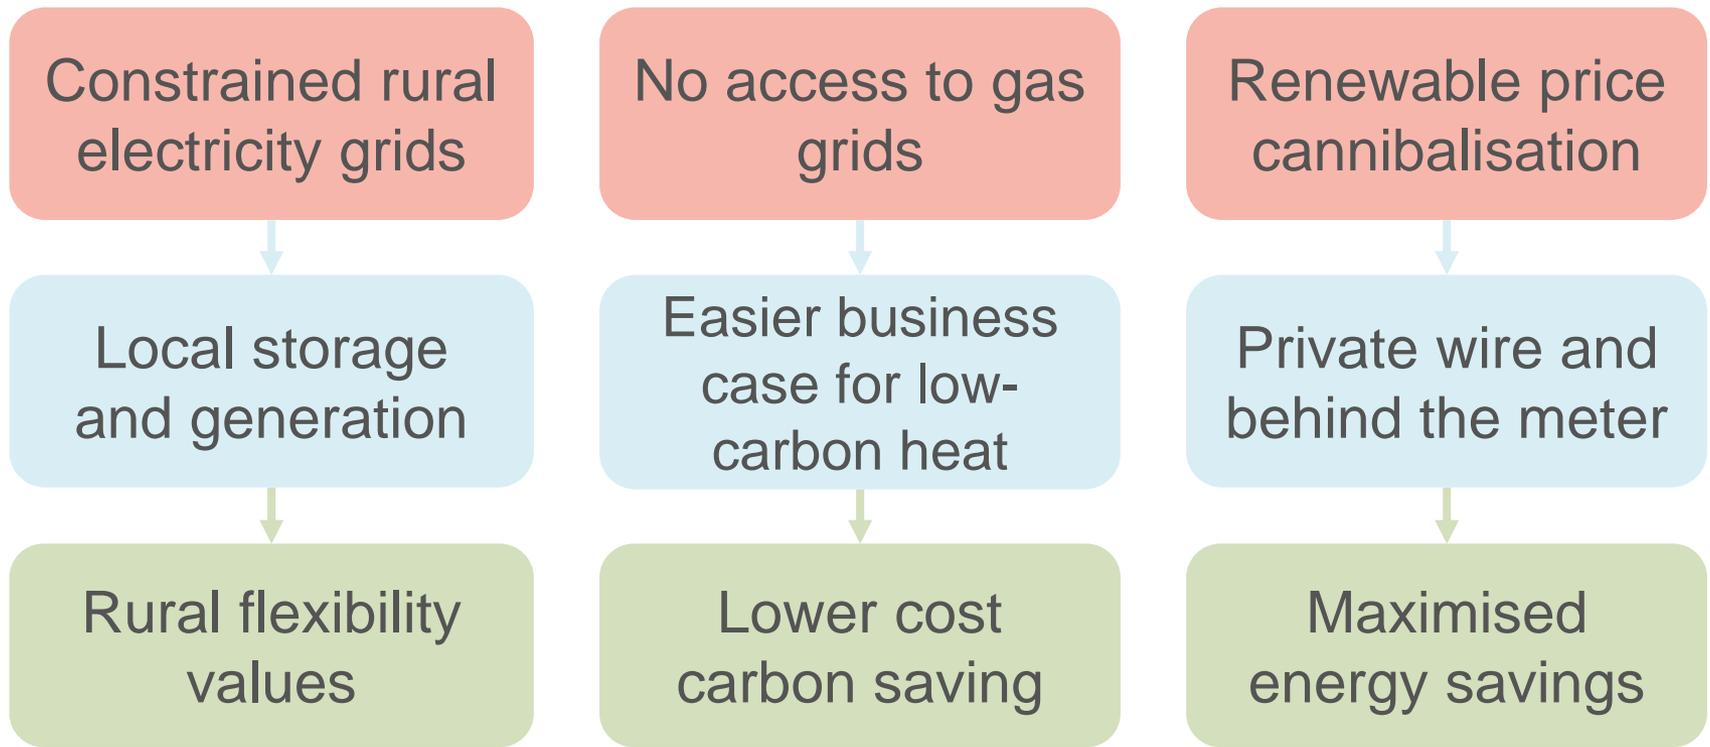 Constrained rural
electricity grids
No access to gas
grids
Renewable price
cannibalisation
Local storage
and generation
Easier business
case for low-
carbon heat
Private wire and
behind the meter
Rural flexibility
values
Lower cost
carbon saving
Maximised
energy savings